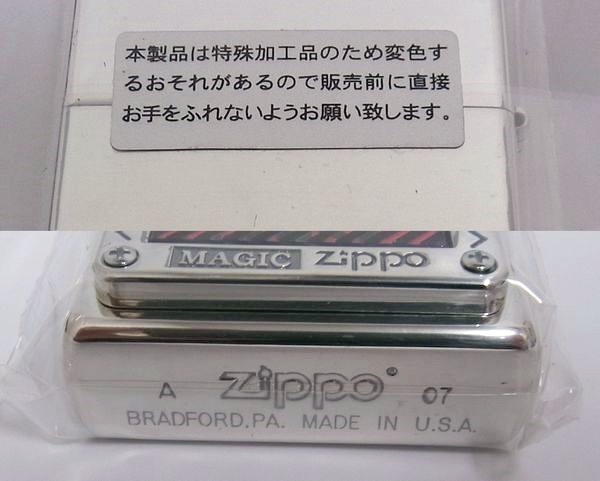 本製品は特殊加工品のため変色す
るおそれがあるので販売前に直接
お手をふれないようお願い致します。
MAGIC Zippo
A Zippo® 07
BRADFORD,PA. MADE IN U.S.A.